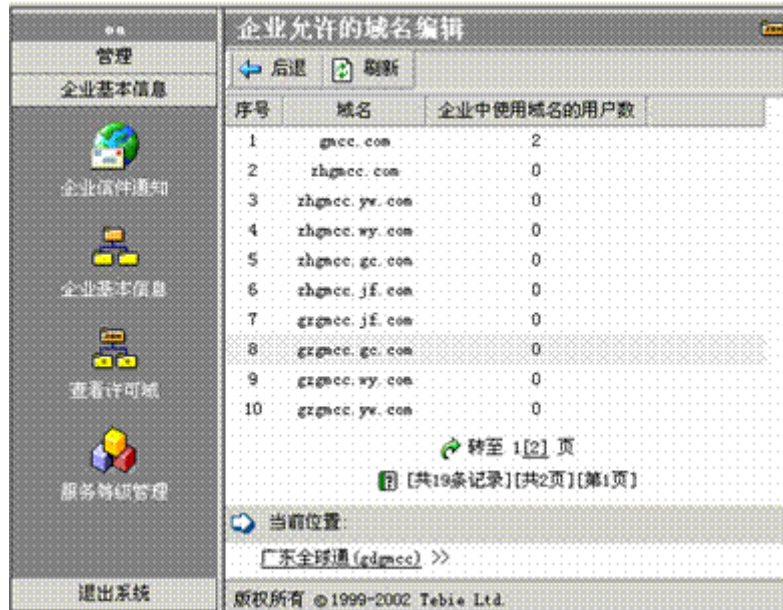 oa
管理
企业基本信息
企业信件通知
企业基本信息
查看许可域
服务等级管理
退出系统
企业允许的域名编辑
后退 刷新
序号 域名 企业中使用域名的用户数
1 gmcc.com 2
2 zhgmcc.com 0
3 zhgmcc.yw.com 0
4 zhgmcc.wy.com 0
5 zhgmcc.gc.com 0
6 zhgmcc.jf.com 0
7 gzgmcc.jf.com 0
8 gzgmcc.gc.com 0
9 gzgmcc.wy.com 0
10 gzgmcc.yw.com 0
转至 1[2] 页
[共19条记录][共2页][第1页]
当前位置:
广东全球通(gdgmcc) >>
版权所有 ©1999-2002 Tebie Ltd.